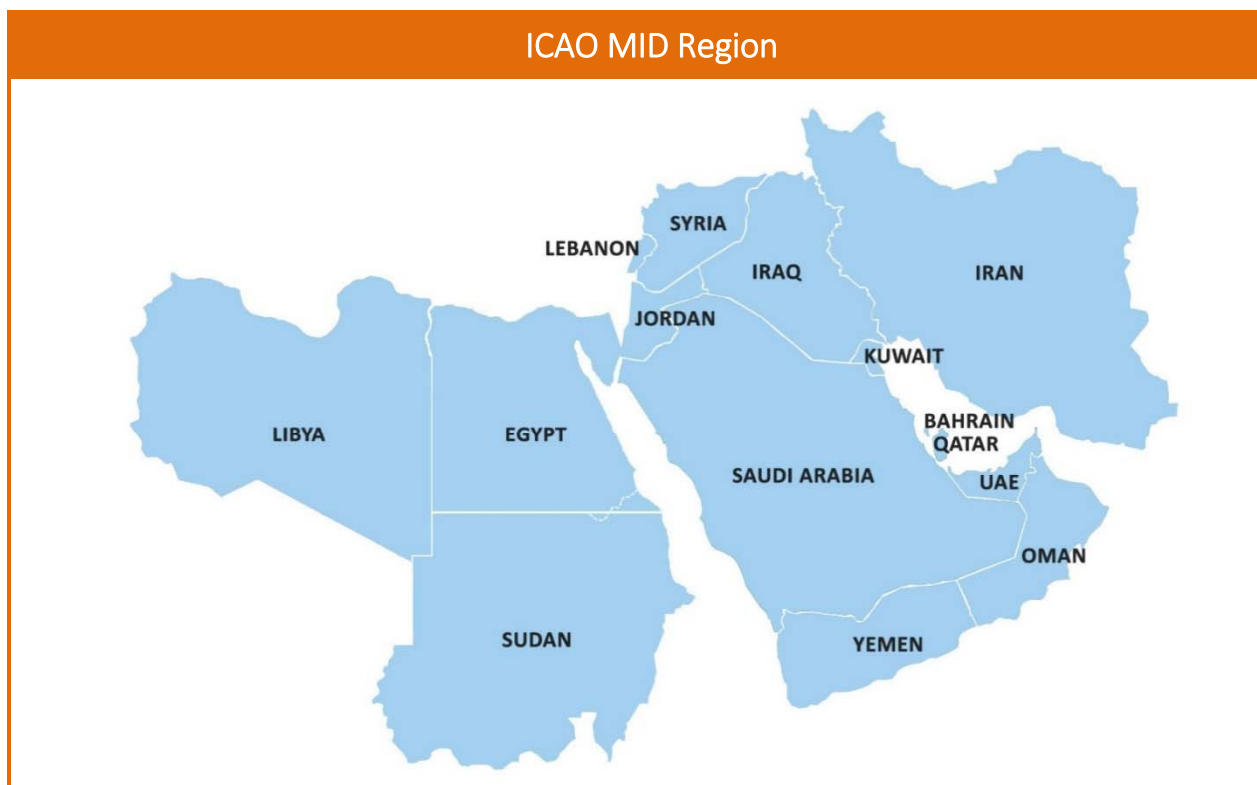 ICAO MID Region
SYRIA
LEBANON
IRAQ
IRAN
JORDAN
KUWAIT
BAHRAIN
QATAR
LIBYA
EGYPT
SAUDI ARABIA
UAE
OMAN
SUDAN
YEMEN